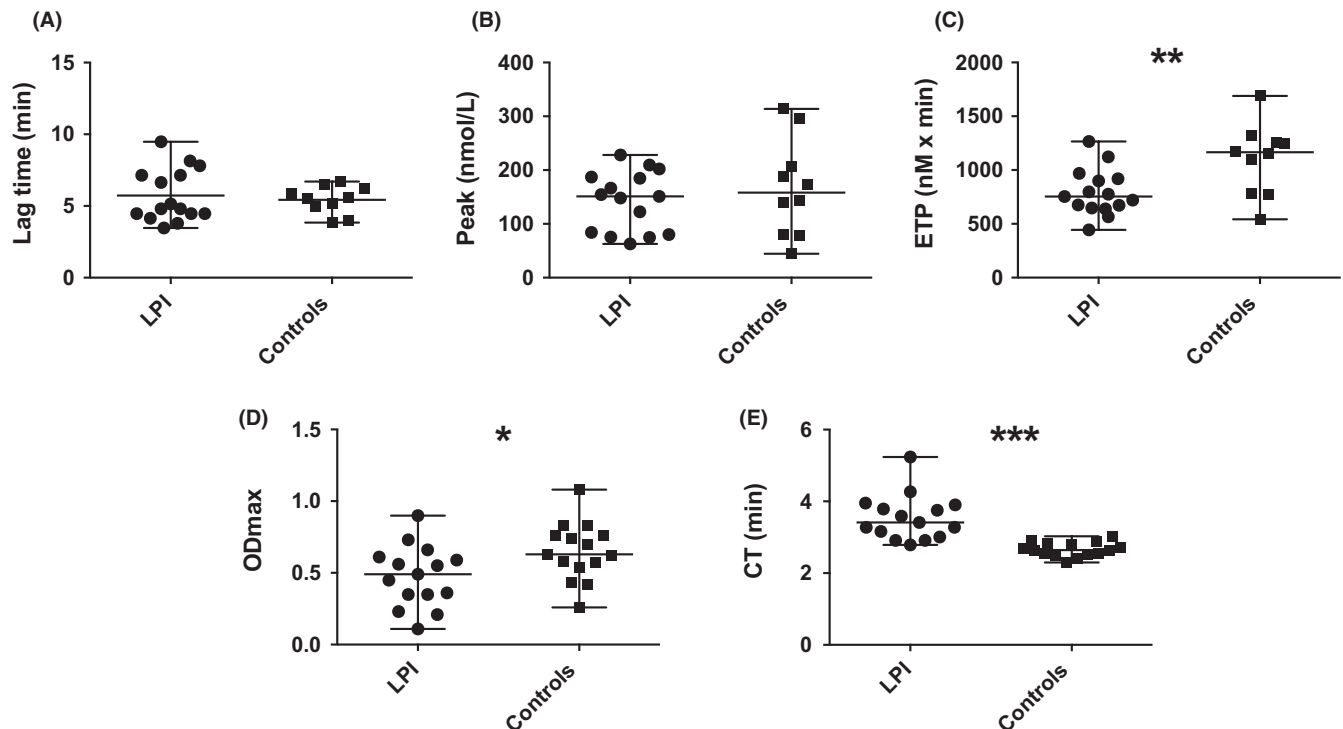 (A)
Lag time (min)
15
10
5
0
LPI
Controls
(B)
Peak (nmol/L)
400
300
200
100
0
LPI
Controls
(C)
**
ETP (nM x min)
2000
1500
1000
500
0
LPI
Controls
(D)
*
ODmax
1.5
1.0
0.5
0.0
LPI
Controls
(E)
***
CT (min)
6
4
2
0
LPI
Controls